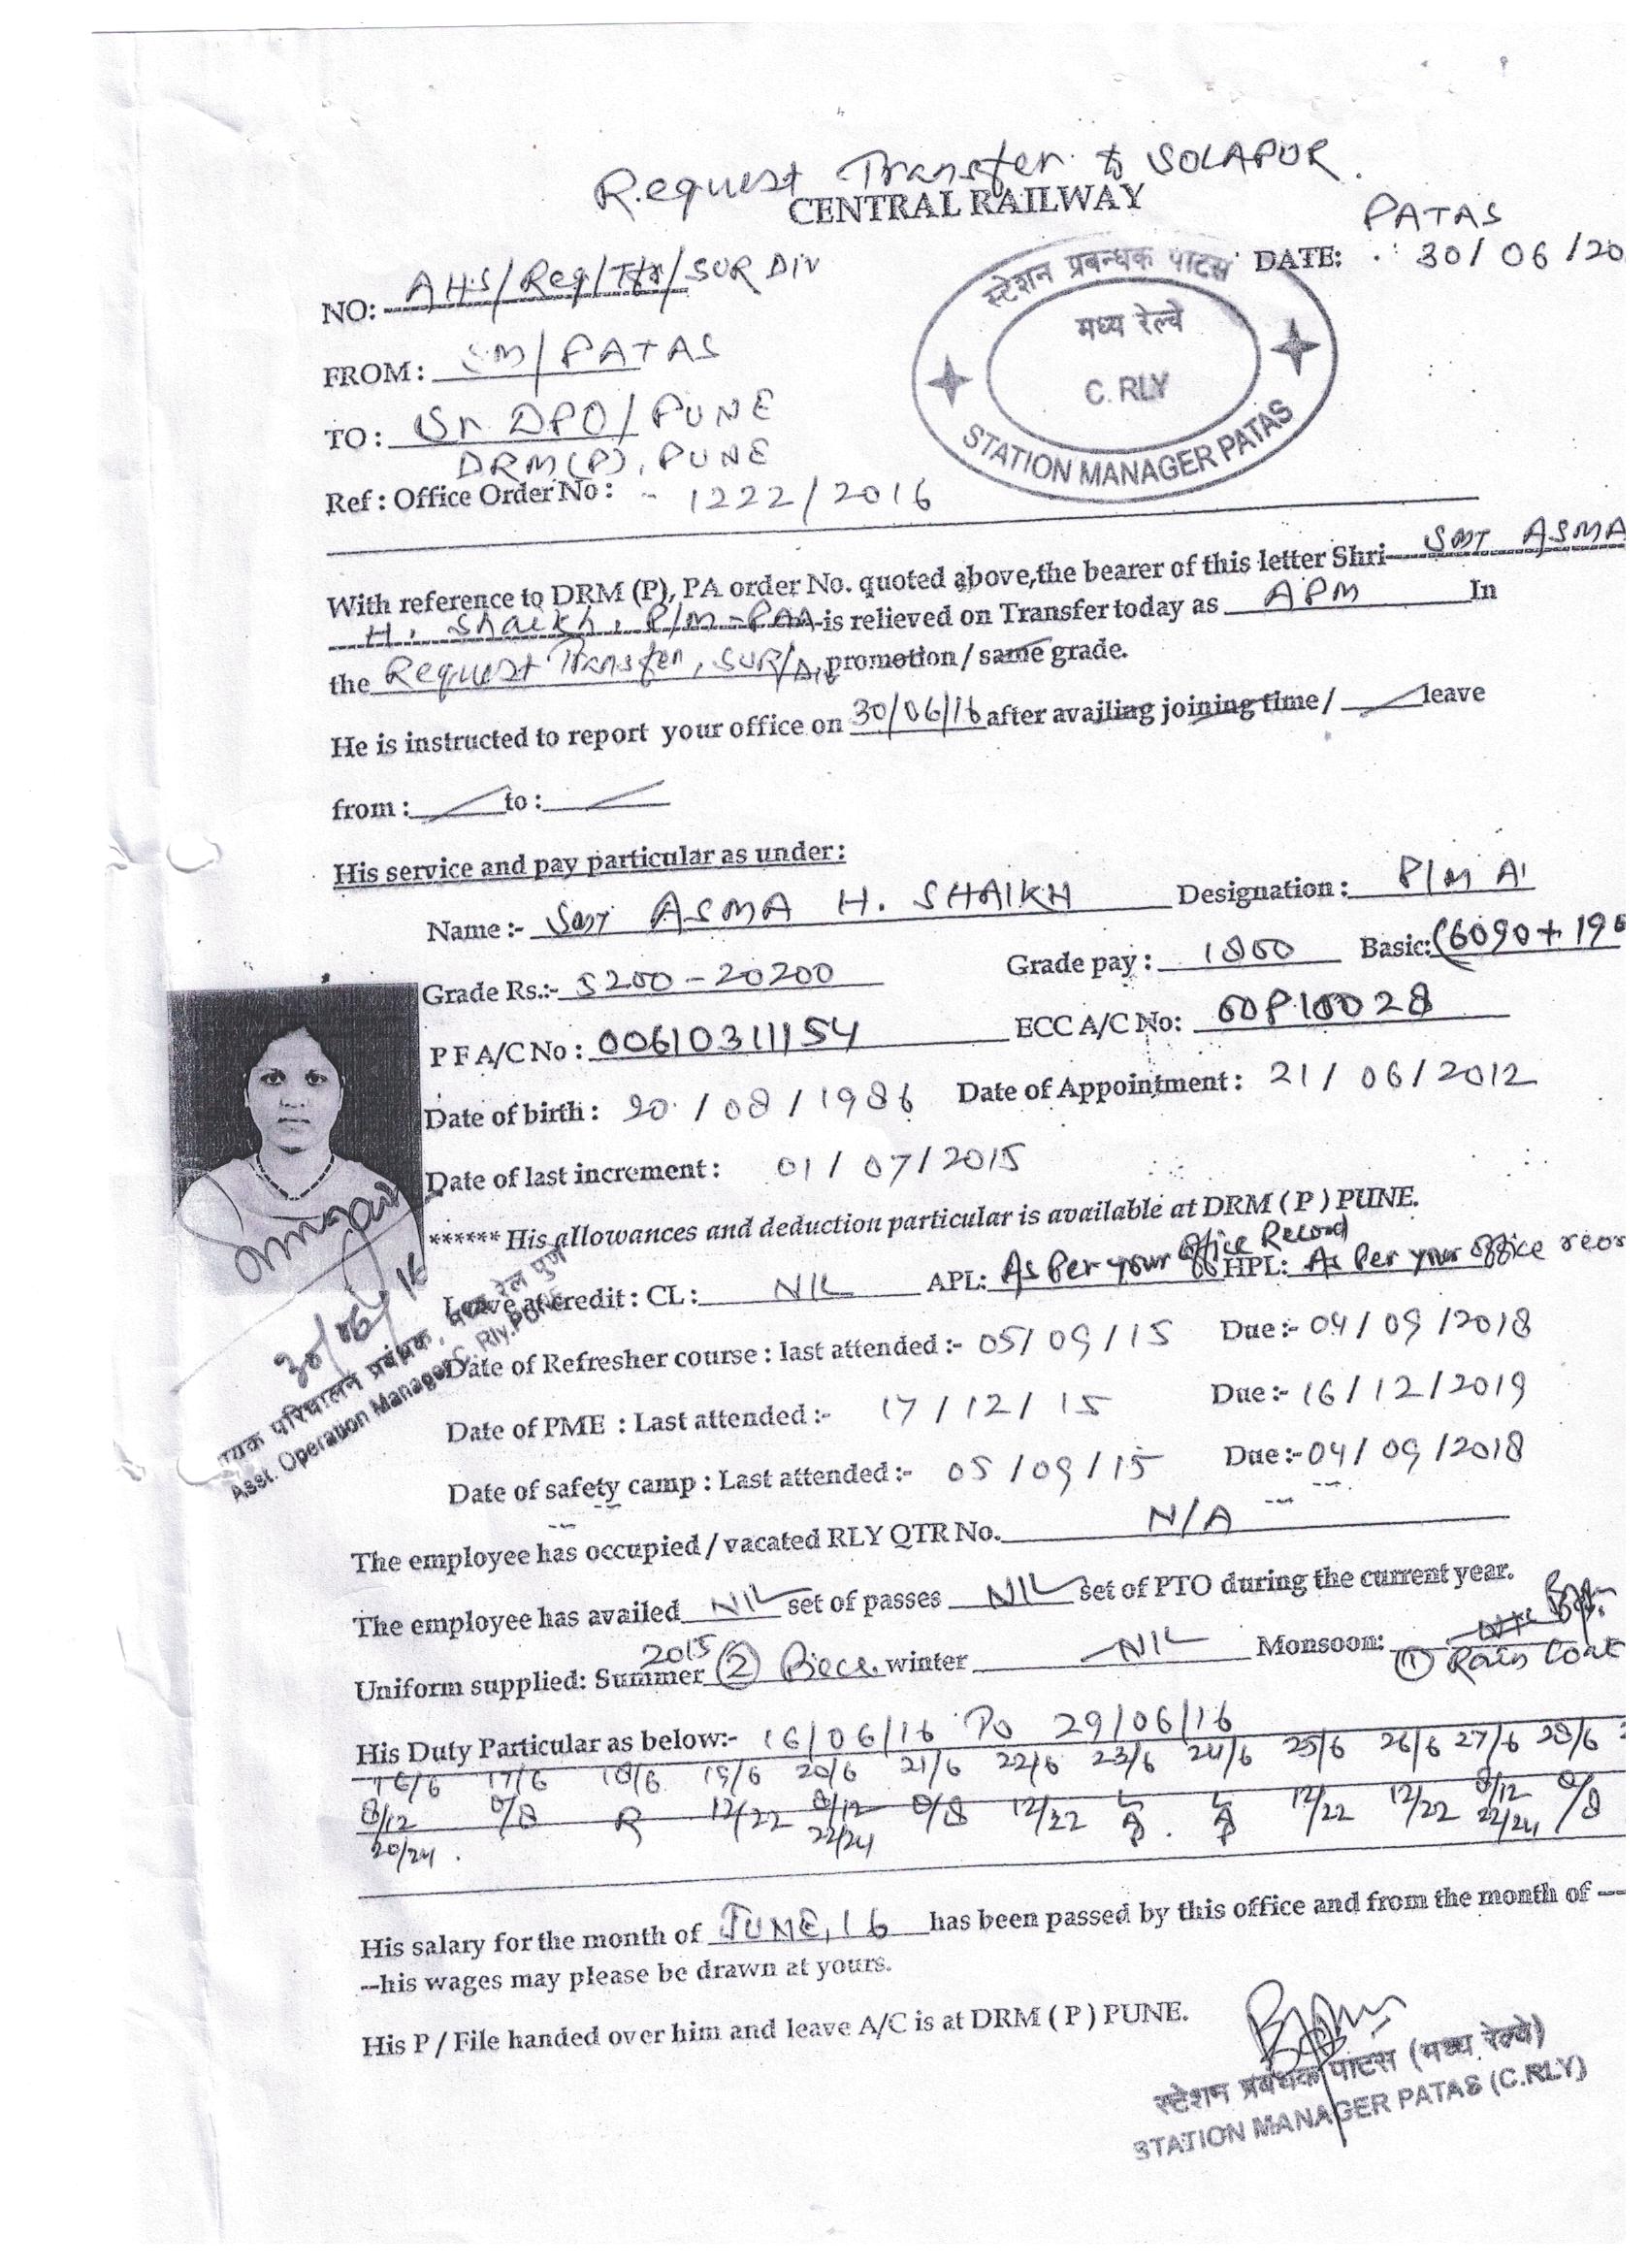 Request Transfer to SOLAPUR.
CENTRAL RAILWAY
PATAS
DATE: 30/06/20
NO: AHS/Req/Tfr/SUR DIV
स्टेशन प्रबन्धक पाटस
मध्य रेल्वे
C. RLY
STATION MANAGER PATAS
FROM: SM/PATAS
TO: Sr DPO/PUNE
DRM(P), PUNE
Ref : Office Order No : - 1222/2016
With reference to DRM (P), PA order No. quoted above,the bearer of this letter Shri SMT ASMA
H. Shaikh, P/M-PAA is relieved on Transfer today as APM In
the Request Transfer, SUR/Div promotion / same grade.
He is instructed to report your office on 30/06/16 after availing joining time / leave
from : to :
His service and pay particular as under:
Name :- SMT ASMA H. SHAIKH Designation : P/M A'
Grade Rs.:- 5200-20200 Grade pay : 1800 Basic:(6090+
P F A/C No : 00610311154 ECC A/C No:
Date of birth : 20/08/1986 Date of Appointment : 21/06/2012
Date of last increment : 01/07/2015
****** His allowances and deduction particular is available at DRM ( P ) PUNE.
Leave at credit : CL : NIL APL: As Per your office Record HPL: As Per your office
30/06/16
परिचालन प्रबंधक, मध्य रेल पुणे
Asst. Operation Manager C. Rly.PUNE
Date of Refresher course : last attended :- 05/09/15 Due :- 04/09/2018
Date of PME : Last attended :- 17/12/15 Due :- 16/12/2019
Date of safety camp : Last attended :- 05/09/15 Due :- 04/09/2018
The employee has occupied / vacated RLY QTR No. N/A
The employee has availed NIL set of passes NIL set of PTO during the current year.
Uniform supplied: Summer 2015 (2) Piece. winter NIL Monsoon: (1) Rain Coat
His Duty Particular as below:- 16/06/16 To 29/06/16
16/6 17/6 18/6 19/6 20/6 21/6 22/6 23/6 24/6 25/6 26/6 27/6 28/6
8/12 0/8 R 12/22 8/12 0/8 12/22 12/22 12/22 8/12 0/8
20/24 22/24 22/24
His salary for the month of JUNE, 16 has been passed by this office and from the month of ---
--his wages may please be drawn at yours.
His P / File handed over him and leave A/C is at DRM ( P ) PUNE.
स्टेशन प्रबंधक पाटस (मध्य रेल्वे)
STATION MANAGER PATAS (C.RLY)